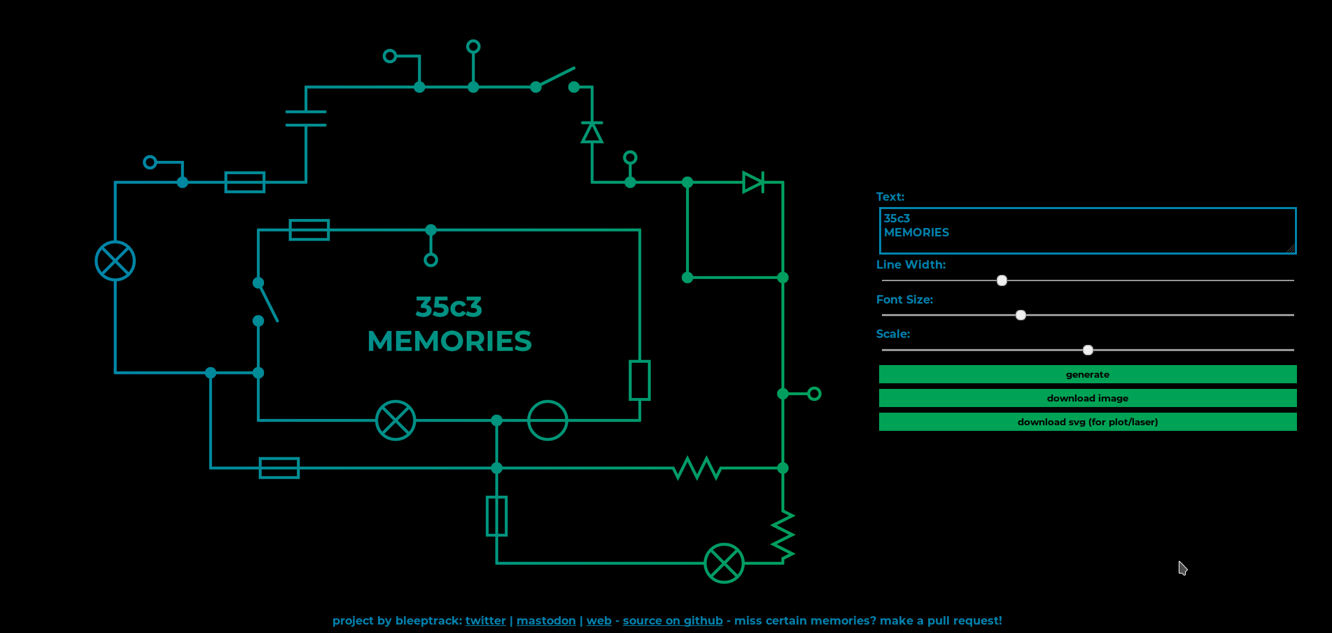 35c3
MEMORIES
Text:
35c3
MEMORIES
Line Width:
Font Size:
Scale:
generate
download image
download svg (for plot/laser)
project by bleeptrack: twitter | mastodon | web - source on github - miss certain memories? make a pull request!